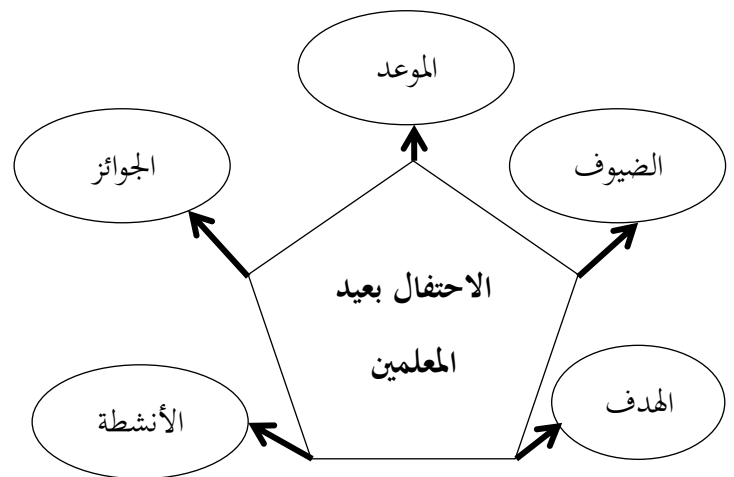 الموعد
الضيوف
الجوائز
الاحتفال بعيد
المعلمين
الهدف
الأنشطة